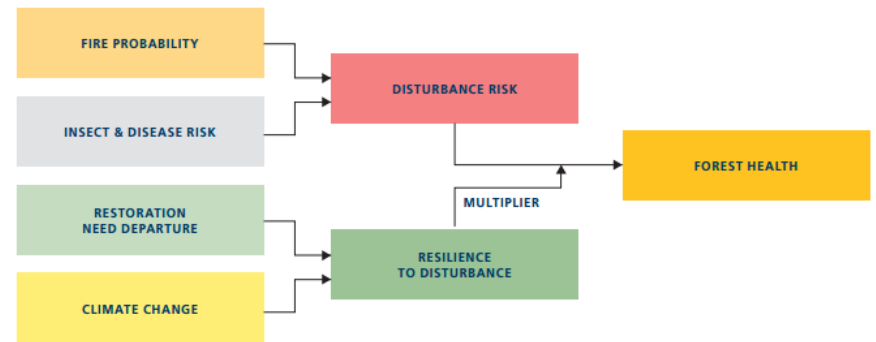 FIRE PROBABILITY
DISTURBANCE RISK
INSECT & DISEASE RISK
FOREST HEALTH
RESTORATION
NEED DEPARTURE
MULTIPLIER
RESILIENCE
TO DISTURBANCE
CLIMATE CHANGE